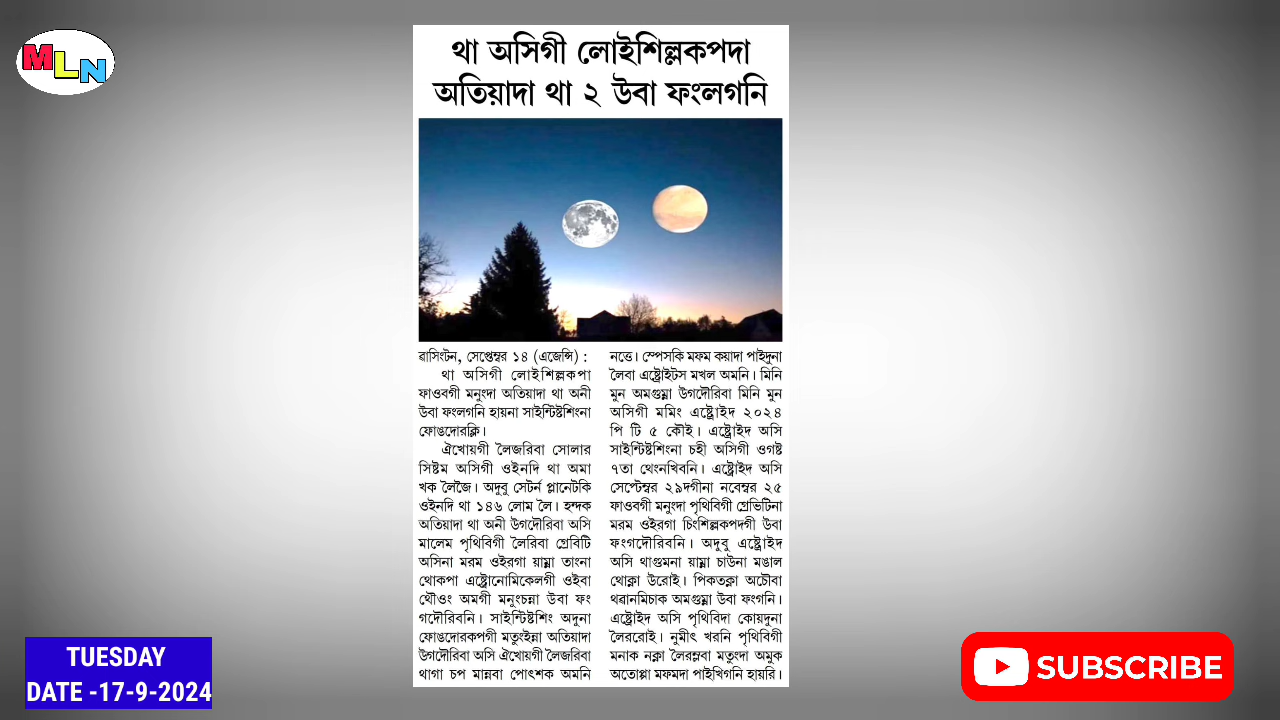 MLN
থা অসিগী লোইশিল্লকপদা
অতিয়াদা থা ২ উবা ফংলগনি
ৱাসিংটন, সেপ্তেম্বর ১৪ (এজেন্সি) :
থা অসিগী লোইশিল্লকপা
ফাওবগী মনুংদা অতিয়াদা থা অনী
উবা ফংলগনি হায়না সাইন্টিষ্টশিংনা
ফোঙদোরক্লি।
ঐখোয়গী লৈজরিবা সোলার
সিষ্টম অসিগী ওইনদি থা অমা
খক লৈজৈ। অদুবু সেটর্ন প্লানেটকি
ওইনদি থা ১৪৬ লোম লৈ। হন্দক
অতিয়াদা থা অনী উগদৌরিবা অসি
মালেম পৃথিবিগী লৈরিবা গ্রেবিটি
অসিনা মরম ওইরগা য়াম্না তাংনা
থোকপা এষ্ট্রোনোমিকেলগী ওইবা
থৌওং অমগী মনুংচন্না উবা ফং
গদৌরিবনি। সাইন্টিষ্টশিং অদুনা
ফোঙদোরকপগী মতুংইন্না অতিয়াদা
উগদৌরিবা অসি ঐখোয়গী লৈজরিবা
থাগা চপ মান্নবা পোৎশক অমনি
নত্তে। স্পেসকি মফম কয়াদা পাইদুনা
লৈবা এষ্ট্রোইটস মখল অমনি। মিনি
মুন অমগুম্না উগদৌরিবা মিনি মুন
অসিগী মমিং এষ্ট্রোইদ ২০২৪
পি টি ৫ কৌই। এষ্ট্রোইদ অসি
সাইন্টিষ্টশিংনা চহী অসিগী ওগষ্ট
৭তা থেংনখিবনি। এষ্ট্রোইদ অসি
সেপ্টেম্বর ২৯দগীনা নবেম্বর ২৫
ফাওবগী মনুংদা পৃথিবিগী গ্রেভিটিনা
মরম ওইরগা চিংশিল্লকপদগী উবা
ফংগদৌরিবনি। অদুবু এষ্ট্রোইদ
অসি থাগুমনা য়াম্না চাউনা মঙাল
থোক্না উরোই। পিকতক্না অচৌবা
থৱানমিচাক অমগুম্না উবা ফংগনি।
এষ্ট্রোইদ অসি পৃথিবিদা কোয়দুনা
লৈররোই। নুমীৎ খরনি পৃথিবিগী
মনাক নক্না লৈরম্লবা মতুংদা অমুক
অতোপ্পা মফমদা পাইখিগনি হায়রি।
TUESDAY
DATE -17-9-2024
SUBSCRIBE